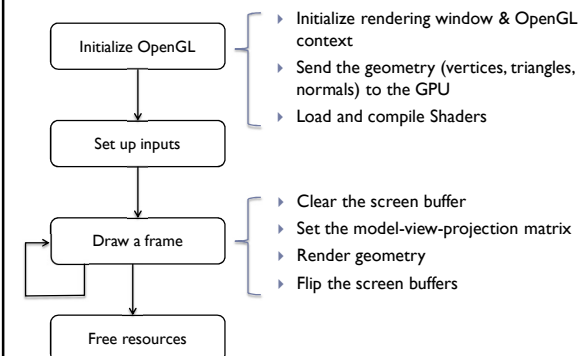 Initialize OpenGL
Initialize rendering window & OpenGL
context
Send the geometry (vertices, triangles,
normals) to the GPU
Load and compile Shaders
Set up inputs
Draw a frame
Clear the screen buffer
Set the model-view-projection matrix
Render geometry
Flip the screen buffers
Free resources